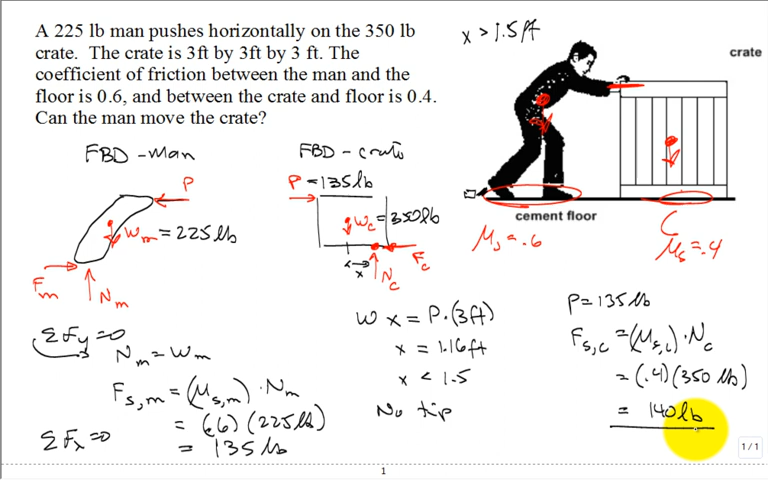 A 225 lb man pushes horizontally on the 350 lb
crate. The crate is 3ft by 3ft by 3 ft. The
coefficient of friction between the man and the
floor is 0.6, and between the crate and floor is 0.4.
Can the man move the crate?
x > 1.5 ft
crate
cement floor
μs = .6
C
μs = .4
FBD - man
P
Wm = 225 lb
Fm
Nm
FBD - crate
P = 135 lb
Wc = 350 lb
x
Nc
Fc
ΣFy = 0
Nm = Wm
Fs,m = (μs,m) · Nm
= (.6) (225 lb)
ΣFx = 0
= 135 lb
W x = P · (3ft)
x = 1.16 ft
x < 1.5
No tip
P = 135 lb
Fs,c = (μs,c) · Nc
= (.4) (350 lb)
= 140 lb
1/1
1